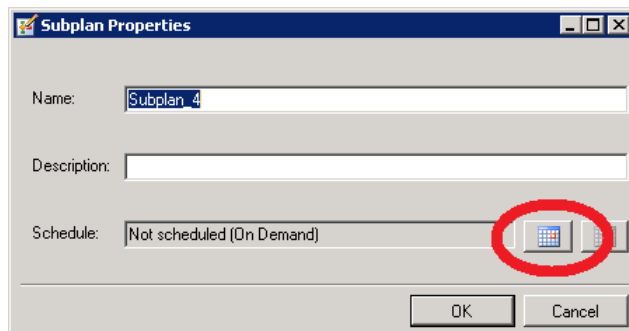 Subplan Properties
Name: Subplan_4
Description:
Schedule: Not scheduled (On Demand)
OK Cancel